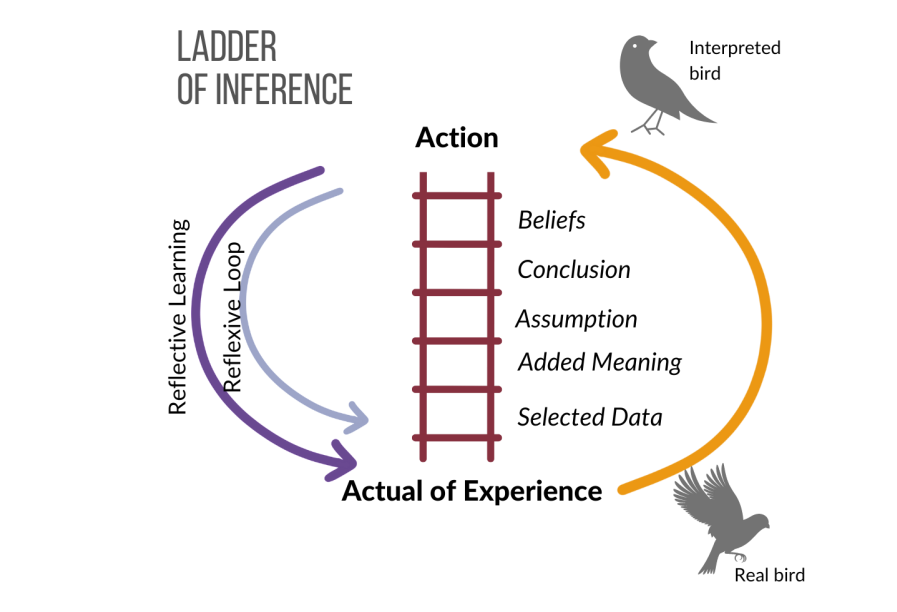 LADDER
OF INFERENCE
Interpreted
bird
Action
Beliefs
Conclusion
Assumption
Added Meaning
Selected Data
Reflective Learning
Reflexive Loop
Actual of Experience
Real bird